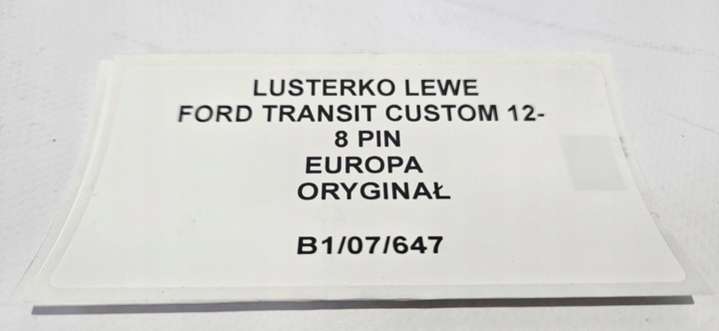 LUSTERKO LEWE
FORD TRANSIT CUSTOM 12-
8 PIN
EUROPA
ORYGINAŁ
B1/07/647